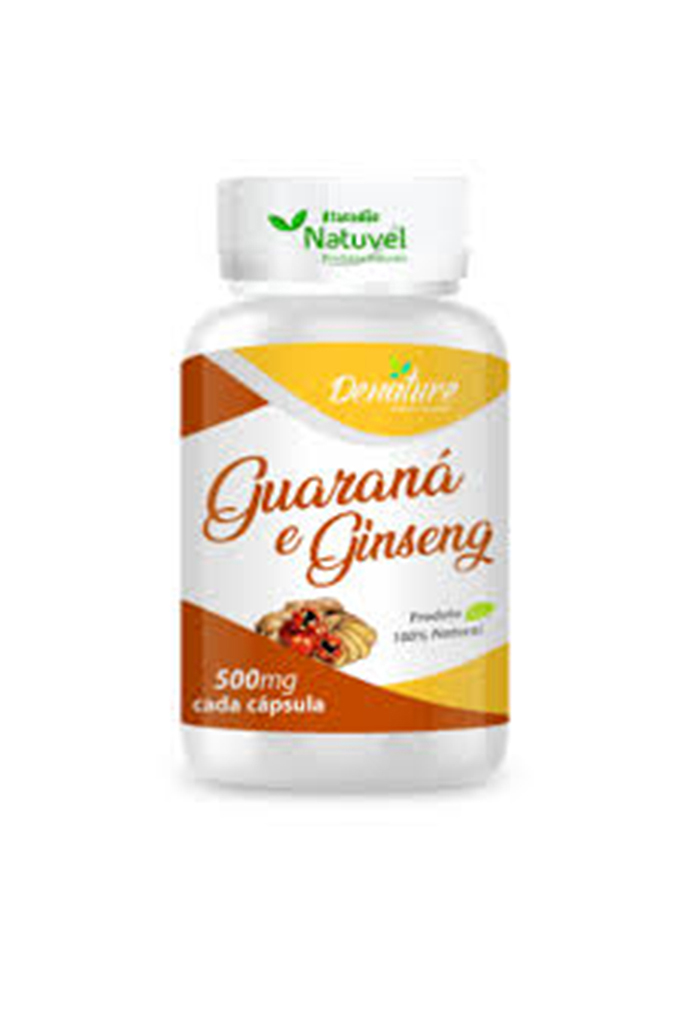 Natuvel
Denature
Guaraná
e Ginseng
Produto
100% Natural
500mg
cada cápsula